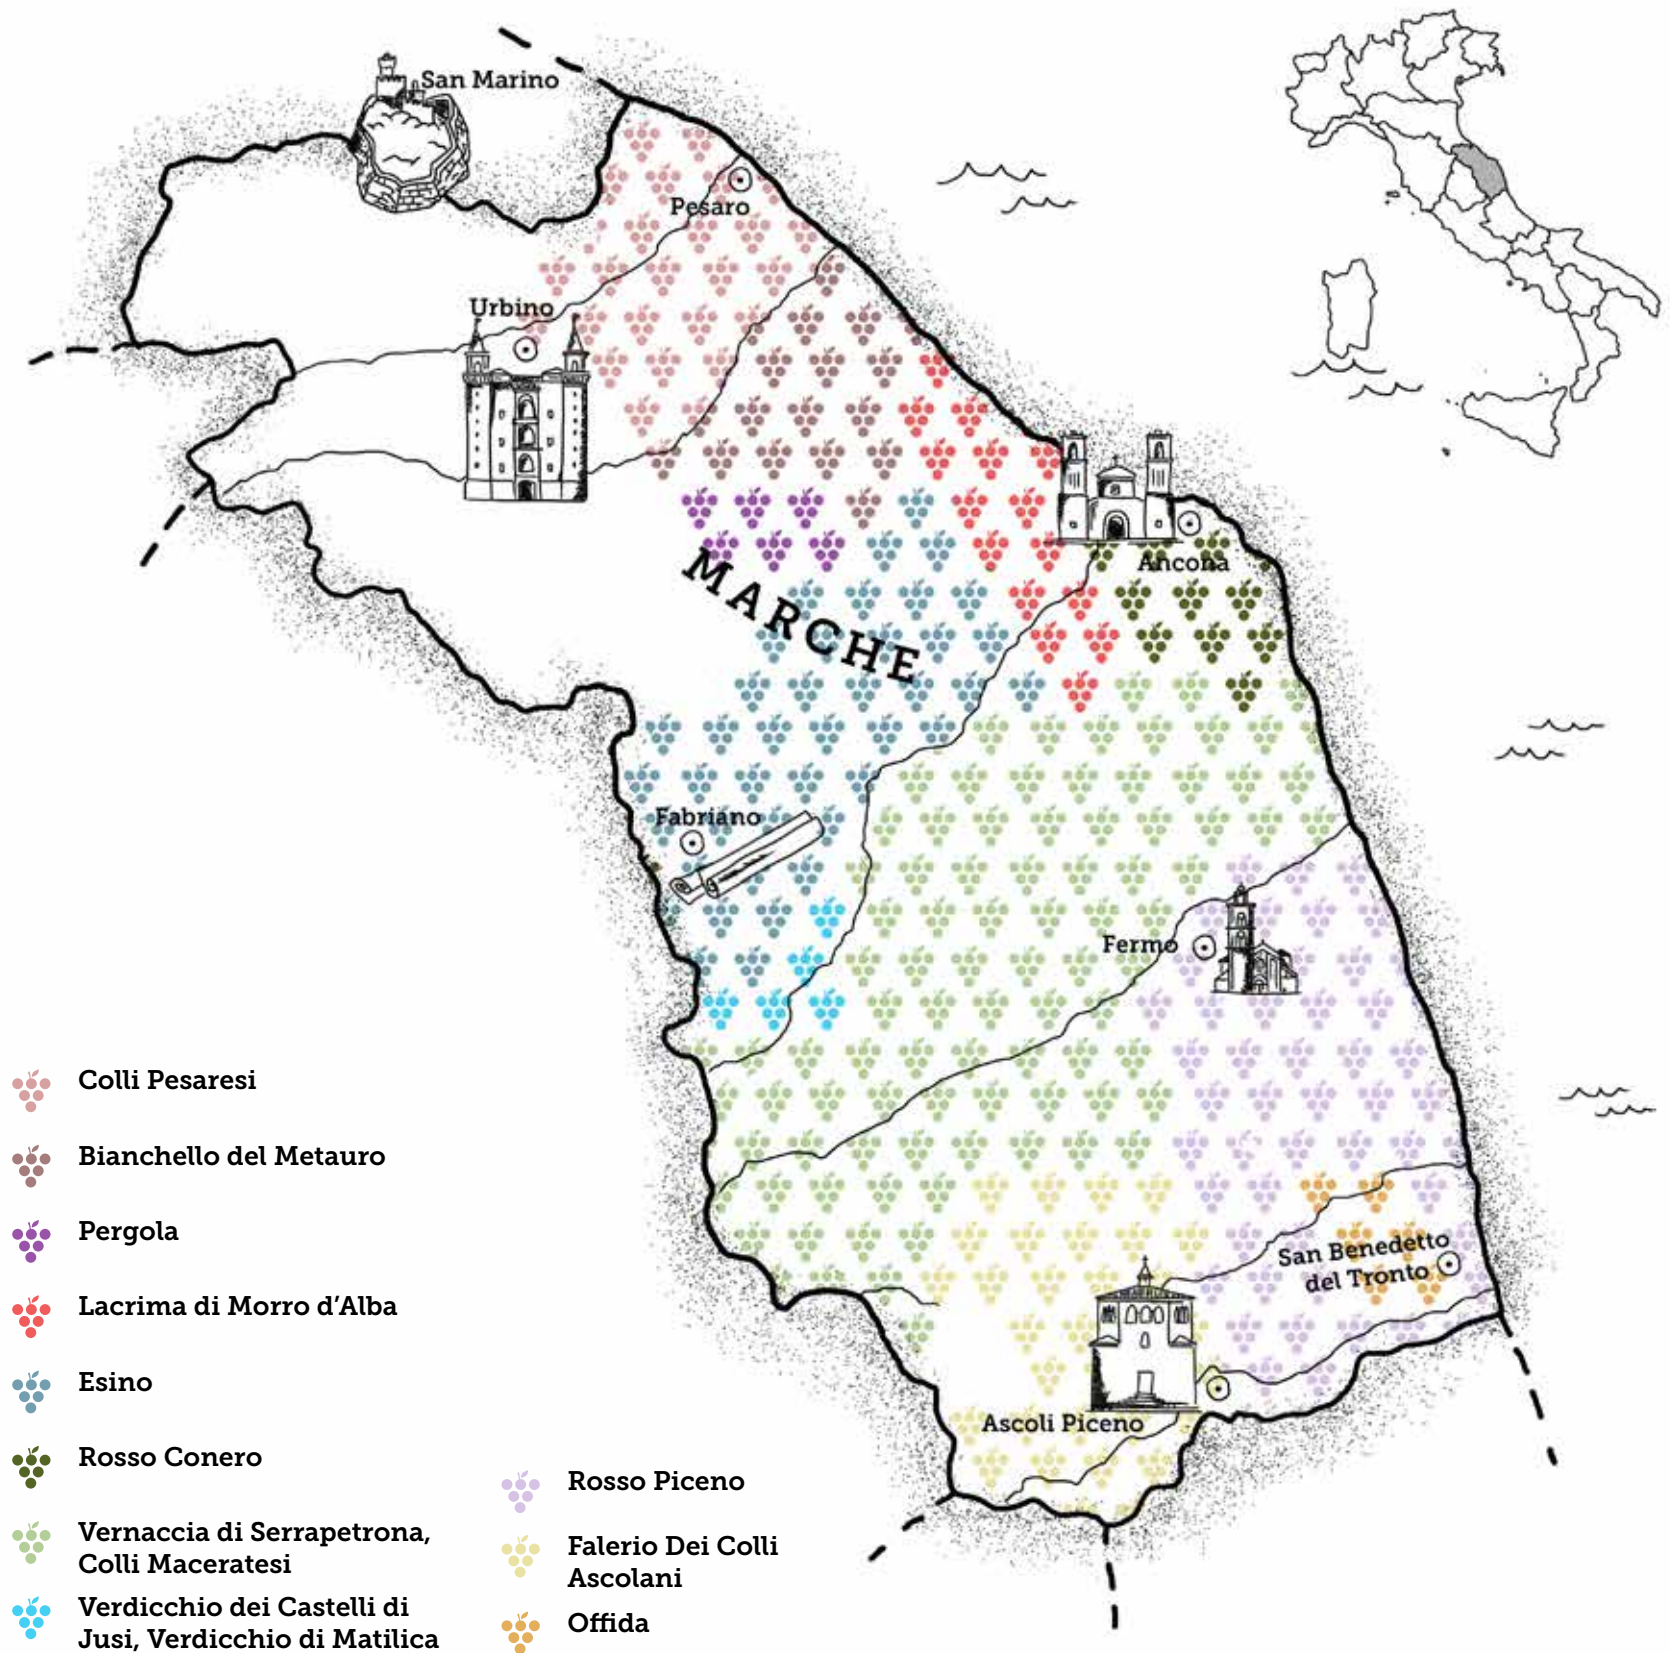 San Marino
Pesaro
Urbino
MARCHE
Ancona
Fabriano
Fermo
San Benedetto
del Tronto
Ascoli Piceno
Colli Pesaresi
Bianchello del Metauro
Pergola
Lacrima di Morro d'Alba
Esino
Rosso Conero
Vernaccia di Serrapetrona,
Colli Maceratesi
Verdicchio dei Castelli di
Jusi, Verdicchio di Matilica
Rosso Piceno
Falerio Dei Colli
Ascolani
Offida